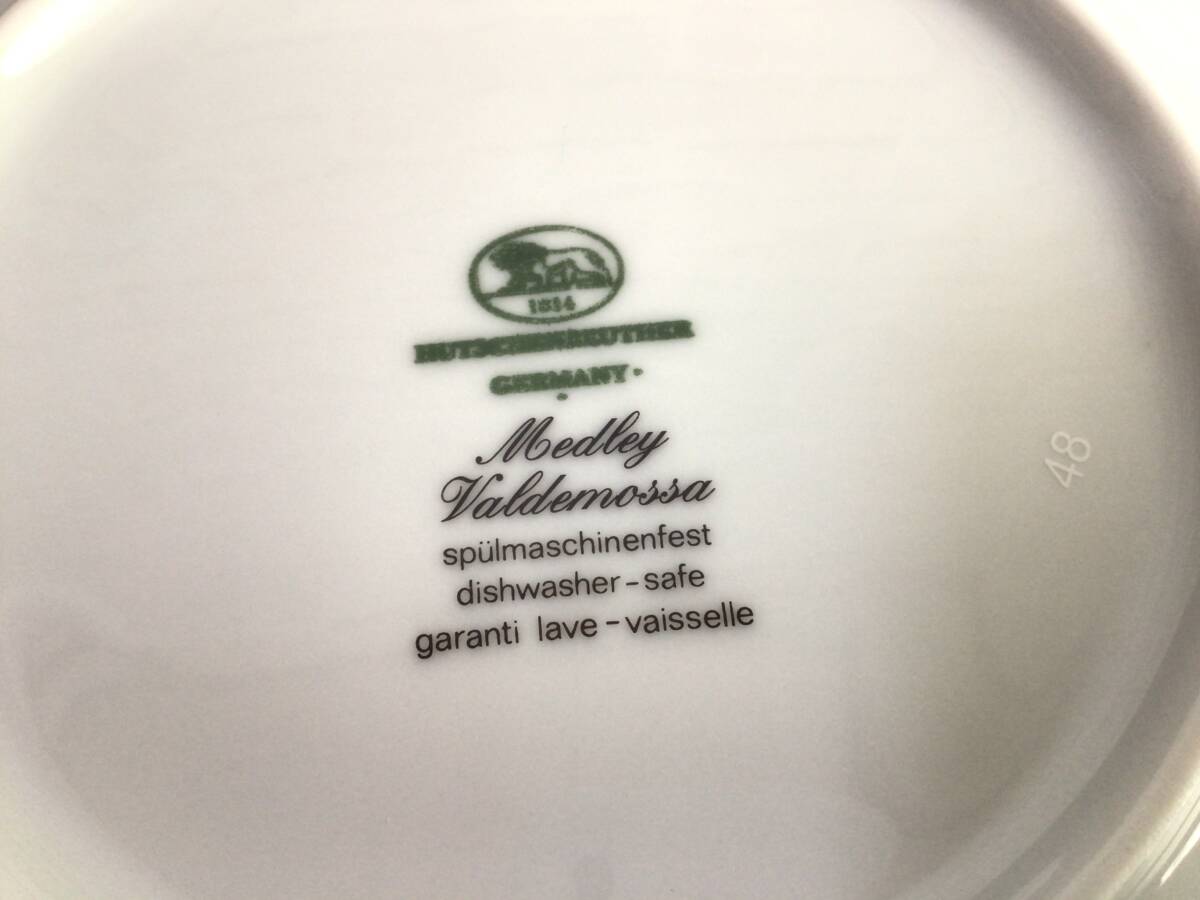 1814
HUTSCHENREUTHER
GERMANY
Medley
Valdemossa
spülmaschinenfest
dishwasher-safe
garanti lave-vaisselle
48